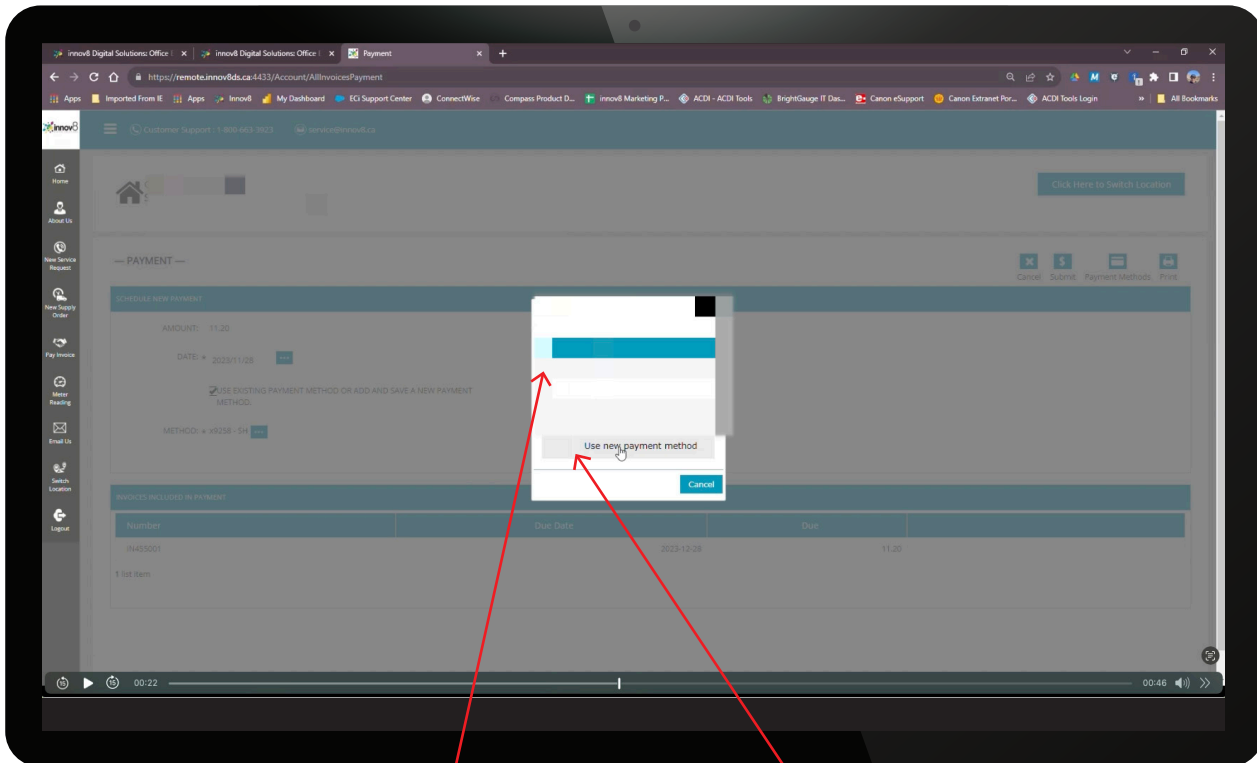 innov8 Digital Solutions: Office
innov8 Digital Solutions: Office
Payment
https://remote.innov8ds.ca:4433/Account/AllInvoicesPayment
Apps
Imported From IE
Apps
Innov8
My Dashboard
ECi Support Center
ConnectWise
Compass Product D...
innov8 Marketing P...
ACDI - ACDI Tools
BrightGauge IT Das...
Canon eSupport
Canon Extranet Por...
ACDI Tools Login
»
All Bookmarks
innov8
Customer Support : 1-800-663-3923
service@innov8.ca
Home
About Us
New Service
Request
New Supply
Order
Pay Invoice
Meter
Reading
Email Us
Switch
Location
Logout
Click Here to Switch Location
— PAYMENT —
Cancel
Submit
Payment Methods
Print
SCHEDULE NEW PAYMENT
AMOUNT: 11.20
DATE: 2023/11/28
USE EXISTING PAYMENT METHOD OR ADD AND SAVE A NEW PAYMENT
METHOD.
METHOD: x9258 - SH
Use new payment method
Cancel
INVOICES INCLUDED IN PAYMENT
Number Due Date Due
IN455001 2023-12-28 11.20
1 list item
15
15
00:22
00:46